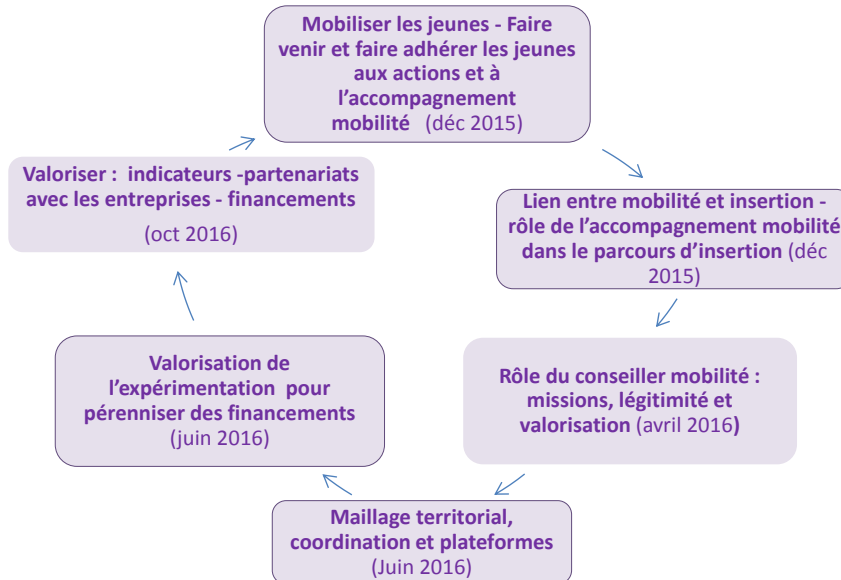 Mobiliser les jeunes - Faire
venir et faire adhérer les jeunes
aux actions et à
l'accompagnement
mobilité (déc 2015)
Lien entre mobilité et insertion -
rôle de l'accompagnement mobilité
dans le parcours d'insertion (déc
2015)
Rôle du conseiller mobilité :
missions, légitimité et
valorisation (avril 2016)
Maillage territorial,
coordination et plateformes
(Juin 2016)
Valorisation de
l'expérimentation pour
pérenniser des financements
(juin 2016)
Valoriser : indicateurs -partenariats
avec les entreprises - financements
(oct 2016)